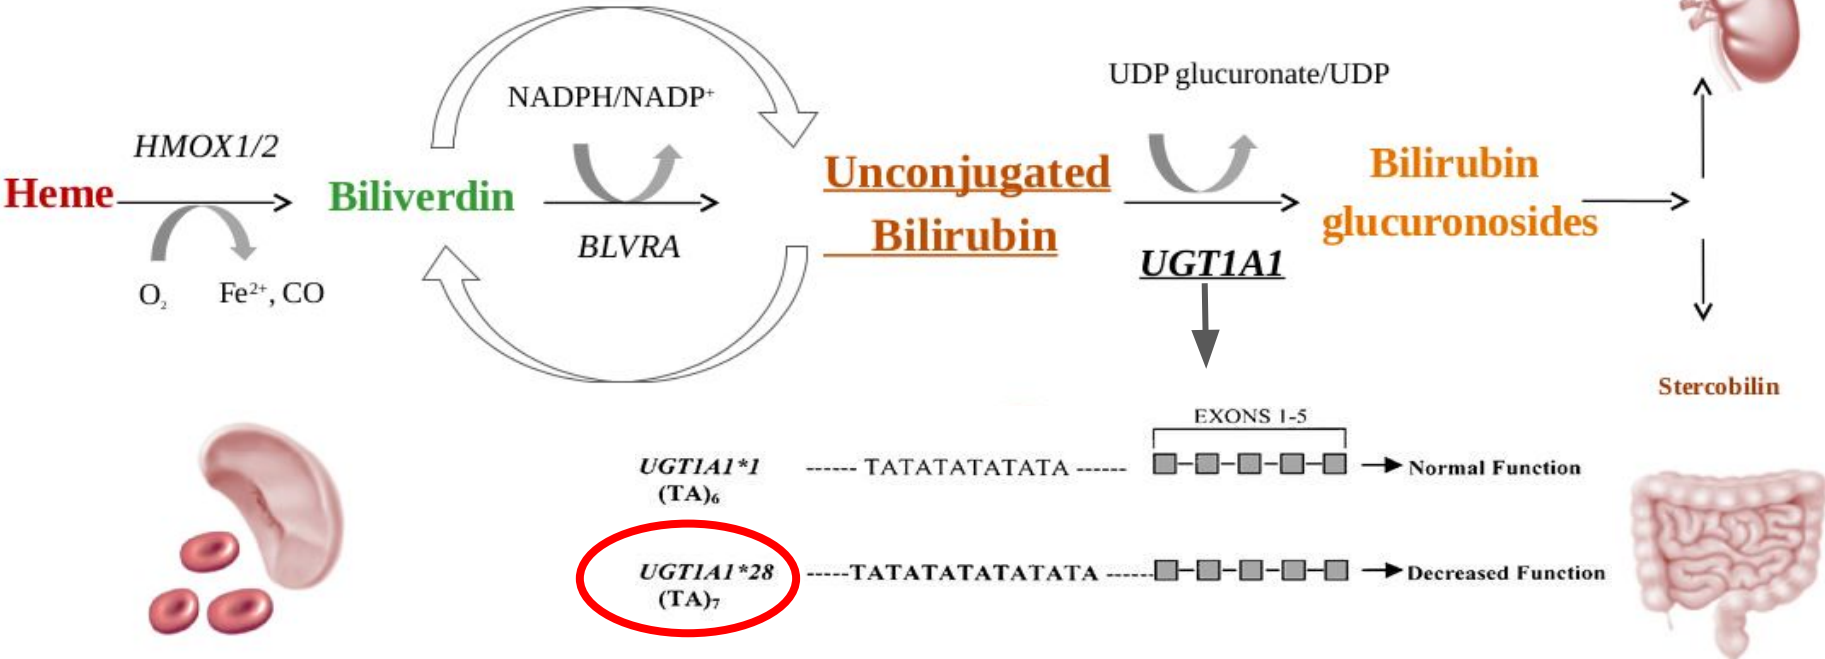 UDP glucuronate/UDP
NADPH/NADP⁺
HMOX1/2
Heme
Biliverdin
Unconjugated
Bilirubin
Bilirubin
glucuronosides
BLVRA
UGT1A1
O₂
Fe²⁺, CO
Stercobilin
EXONS 1-5
UGT1A1*1 ------ TATATATATATA ------ Normal Function
(TA)₆
UGT1A1*28 -----TATATATATATATA ------ Decreased Function
(TA)₇